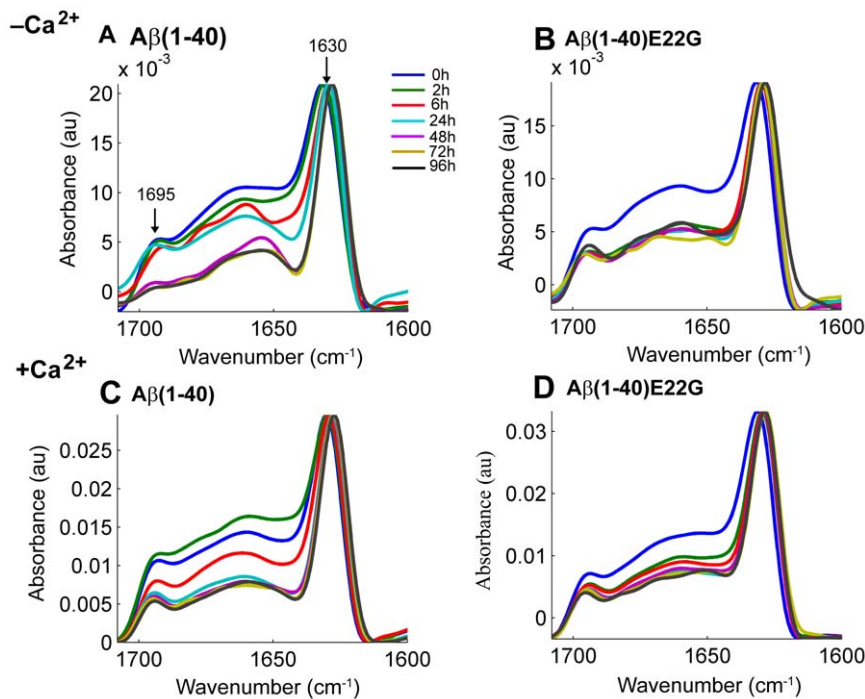 –Ca²⁺
A Aβ(1-40)
x 10⁻³
1630
0h
2h
6h
24h
48h
72h
96h
1695
20
15
10
5
0
Absorbance (au)
1700 1650 1600
Wavenumber (cm⁻¹)
B Aβ(1-40)E22G
x 10⁻³
15
10
5
0
Absorbance (au)
1700 1650 1600
Wavenumber (cm⁻¹)
+Ca²⁺
C Aβ(1-40)
0.025
0.02
0.015
0.01
0.005
0
Absorbance (au)
1700 1650 1600
Wavenumber (cm⁻¹)
D Aβ(1-40)E22G
0.03
0.02
0.01
0
Absorbance (au)
1700 1650 1600
Wavenumber (cm⁻¹)